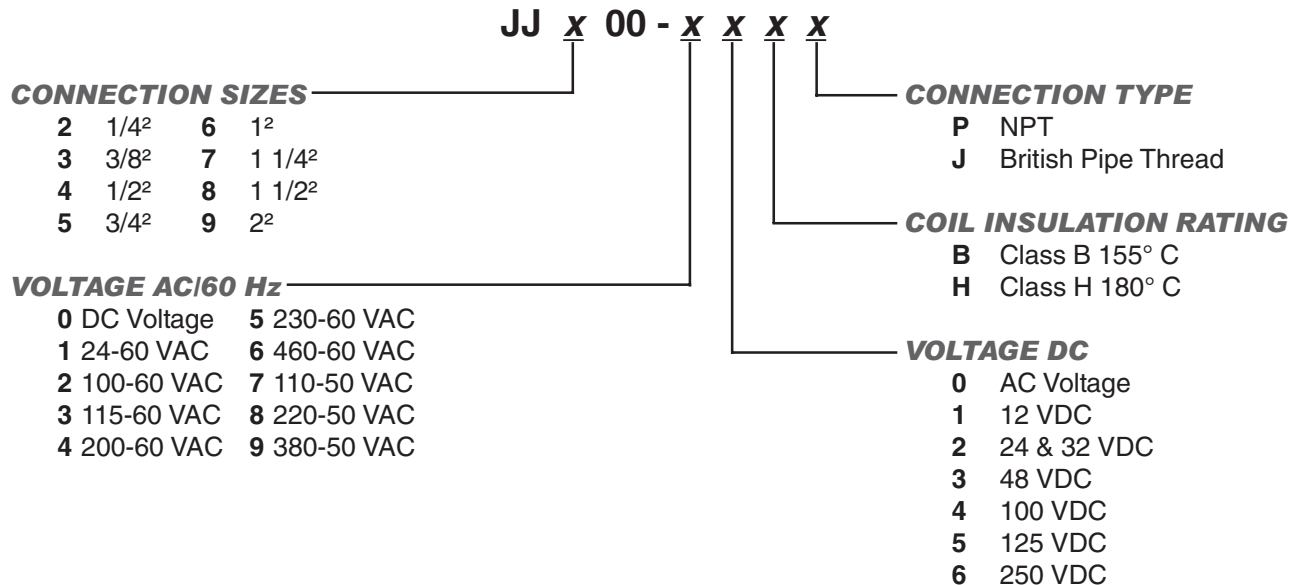 JJ x 00 - x x x x
CONNECTION SIZES
2 1/4² 6 1²
3 3/8² 7 1 1/4²
4 1/2² 8 1 1/2²
5 3/4² 9 2²
VOLTAGE AC/60 Hz
0 DC Voltage 5 230-60 VAC
1 24-60 VAC 6 460-60 VAC
2 100-60 VAC 7 110-50 VAC
3 115-60 VAC 8 220-50 VAC
4 200-60 VAC 9 380-50 VAC
CONNECTION TYPE
P NPT
J British Pipe Thread
COIL INSULATION RATING
B Class B 155° C
H Class H 180° C
VOLTAGE DC
0 AC Voltage
1 12 VDC
2 24 & 32 VDC
3 48 VDC
4 100 VDC
5 125 VDC
6 250 VDC